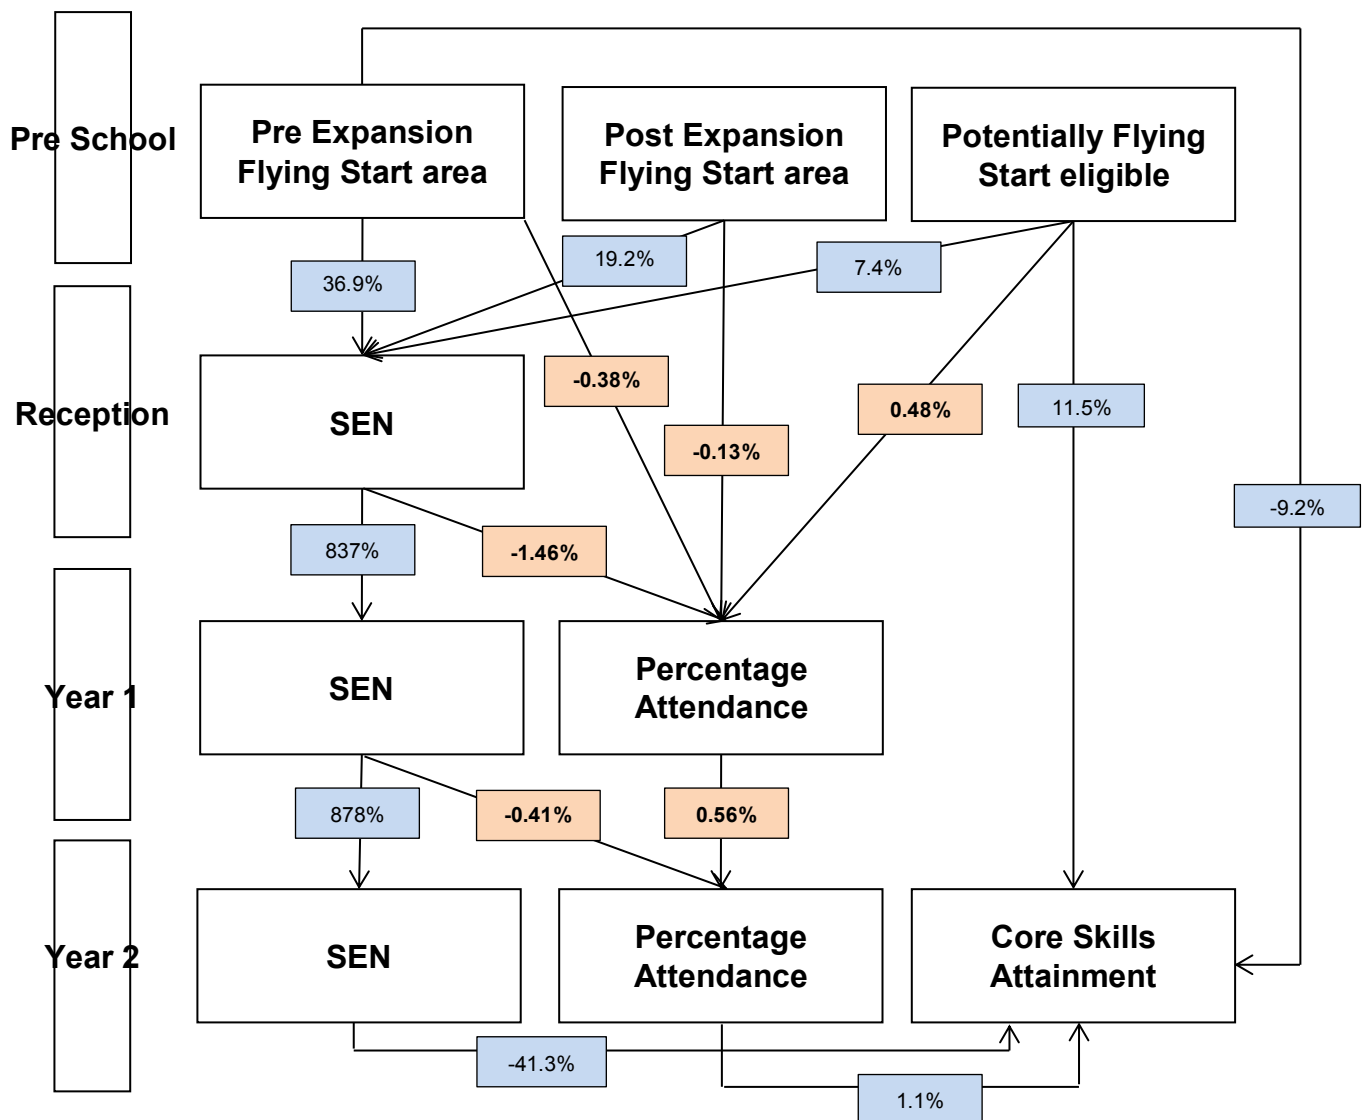 Pre School
Pre Expansion
Flying Start area
Post Expansion
Flying Start area
Potentially Flying
Start eligible
36.9%
19.2%
7.4%
Reception
SEN
-0.38%
-0.13%
0.48%
11.5%
-9.2%
837%
-1.46%
Year 1
SEN
Percentage
Attendance
878%
-0.41%
0.56%
Year 2
SEN
Percentage
Attendance
Core Skills
Attainment
-41.3%
1.1%